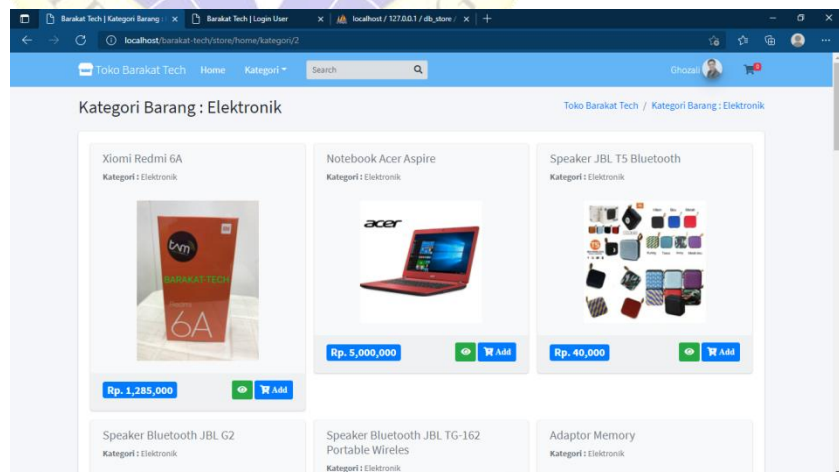 Barakat Tech | Kategori Barang :
Barakat Tech | Login User
localhost / 127.0.0.1 / db_store /
localhost/barakat-tech/store/home/kategori/2
Toko Barakat Tech Home Kategori Search Ghozali
Kategori Barang : Elektronik
Toko Barakat Tech / Kategori Barang : Elektronik
Xiomi Redmi 6A
Kategori : Elektronik
tam
BARAKAT TECH
Redmi
6A
Rp. 1,285,000
Add
Notebook Acer Aspire
Kategori : Elektronik
acer
Rp. 5,000,000
Add
Speaker JBL T5 Bluetooth
Kategori : Elektronik
Rp. 40,000
Add
Speaker Bluetooth JBL G2
Kategori : Elektronik
Speaker Bluetooth JBL TG-162
Portable Wireles
Kategori : Elektronik
Adaptor Memory
Kategori : Elektronik